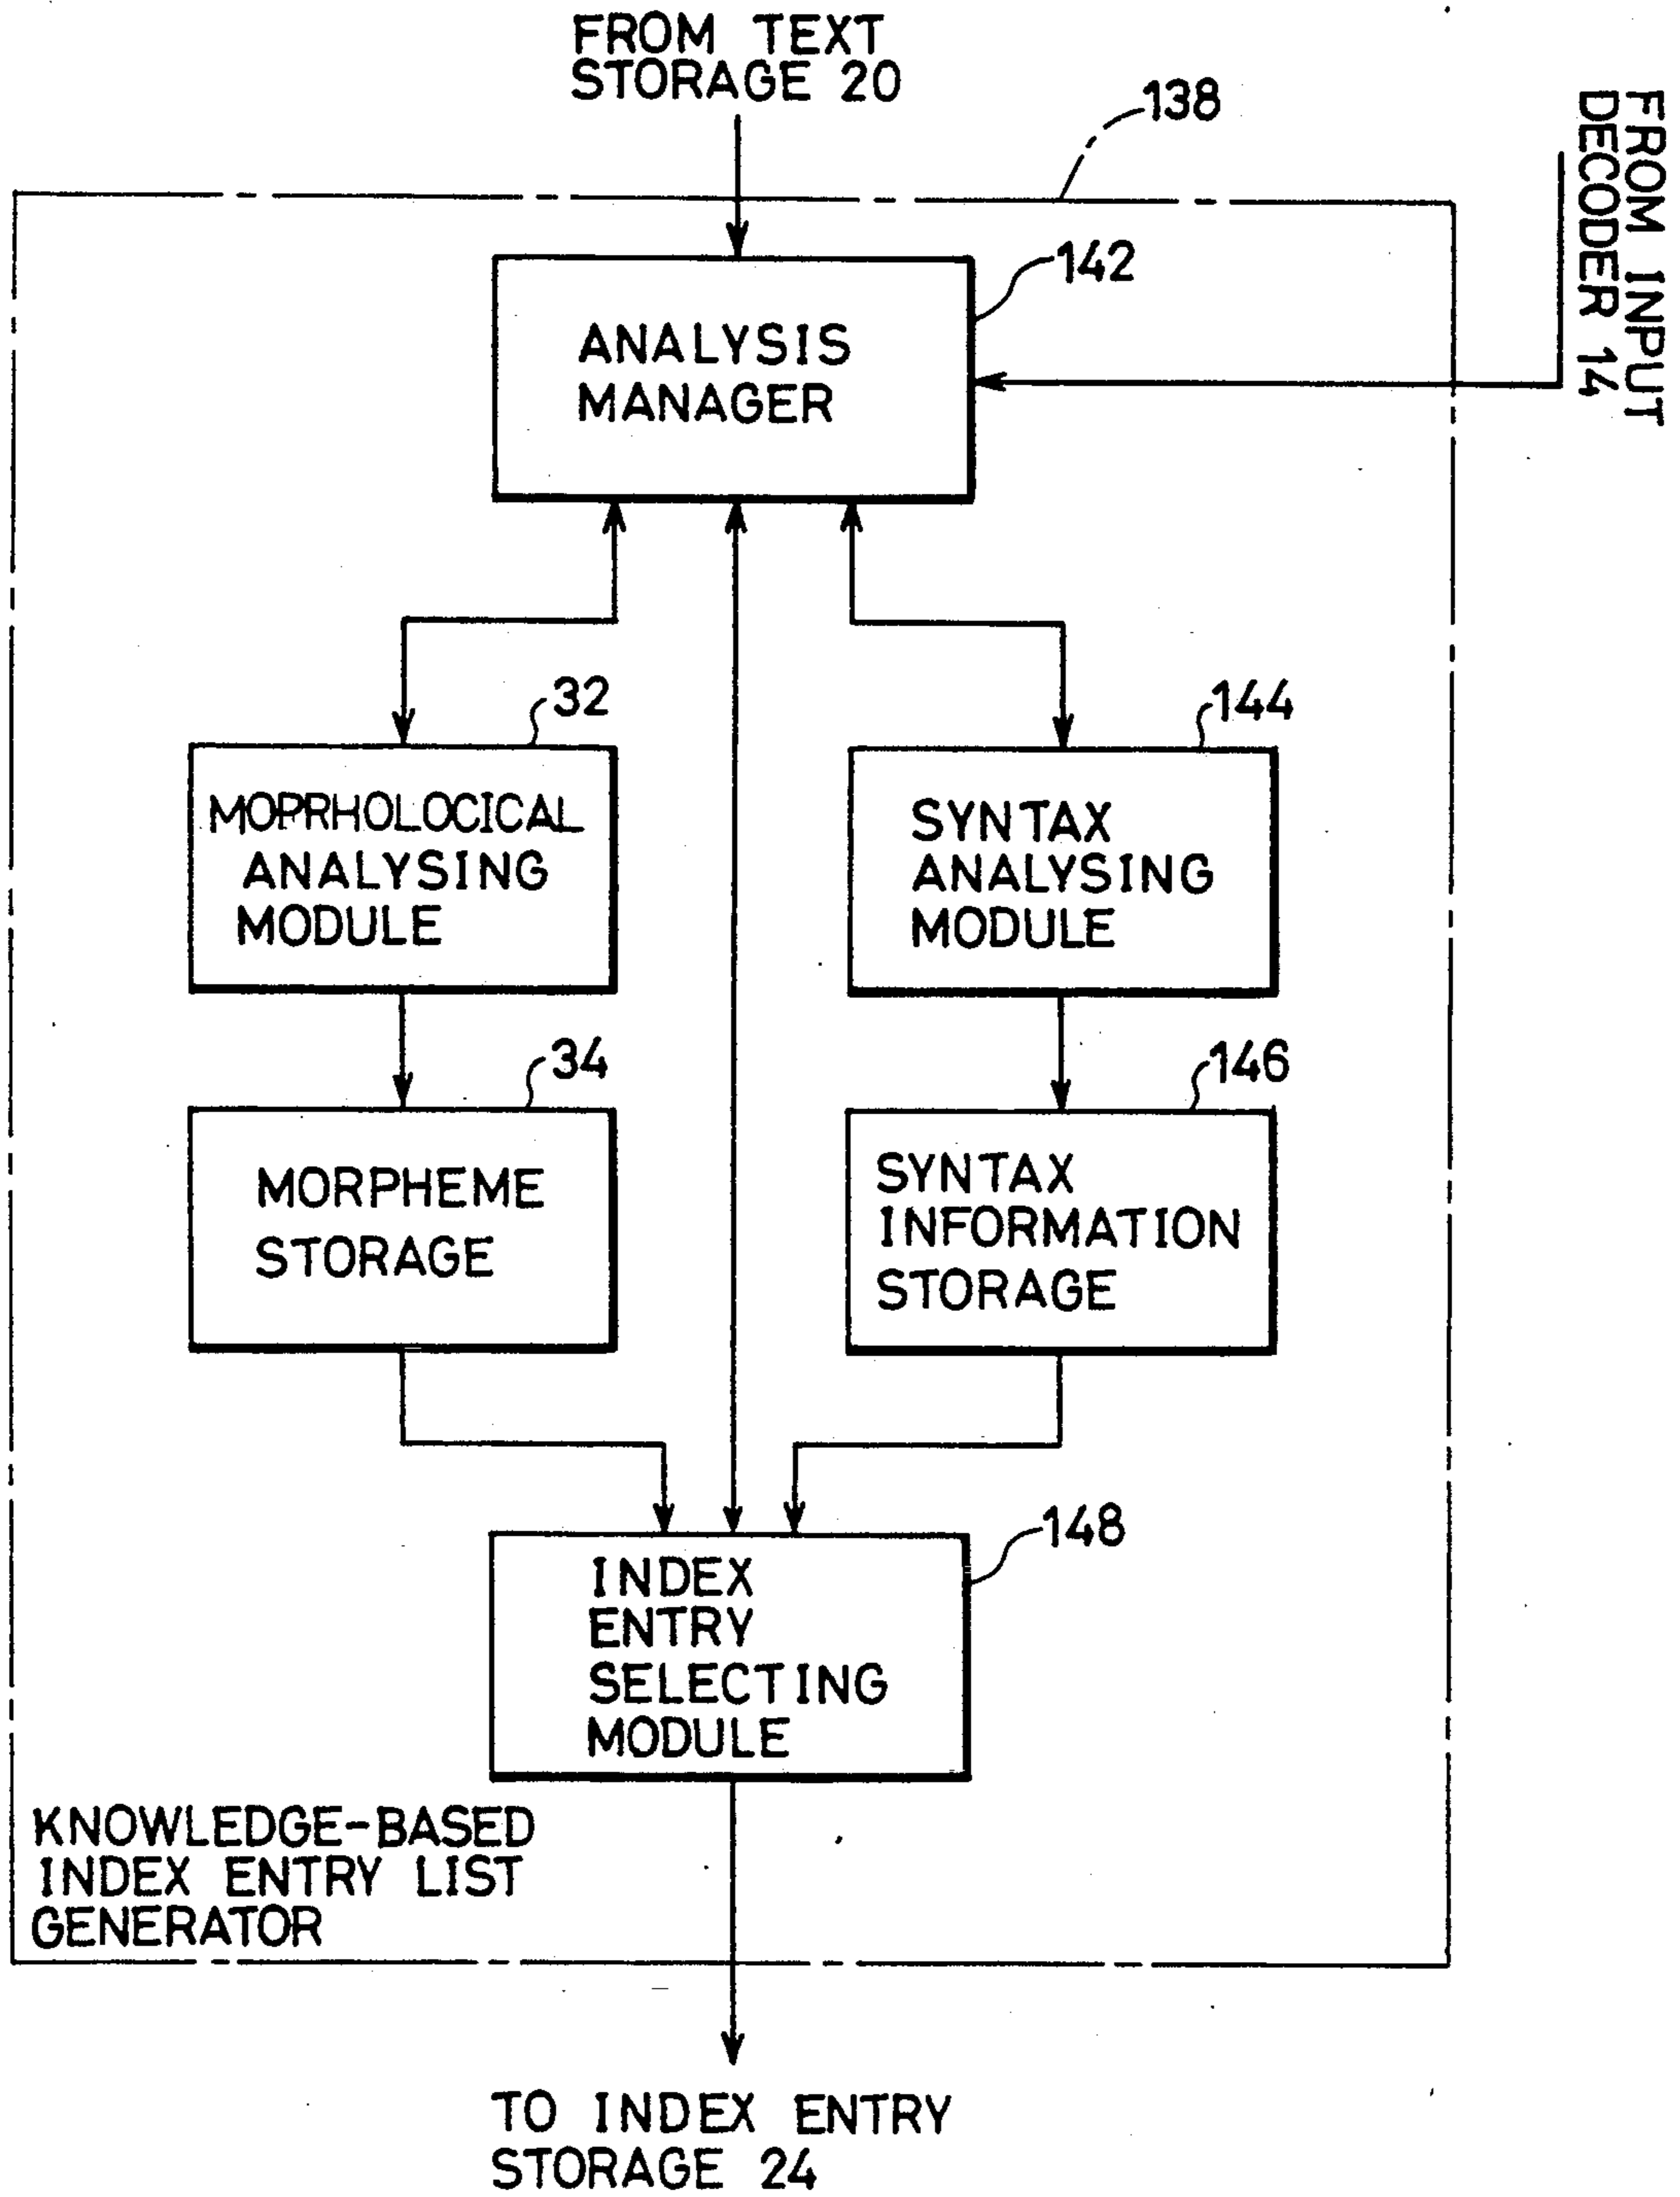 FROM TEXT
STORAGE 20
138
FROM INPUT
DECODER 14
142
ANALYSIS
MANAGER
32
MOPRHOLOCICAL
ANALYSING
MODULE
144
SYNTAX
ANALYSING
MODULE
34
MORPHEME
STORAGE
146
SYNTAX
INFORMATION
STORAGE
148
INDEX
ENTRY
SELECTING
MODULE
KNOWLEDGE-BASED
INDEX ENTRY LIST
GENERATOR
TO INDEX ENTRY
STORAGE 24